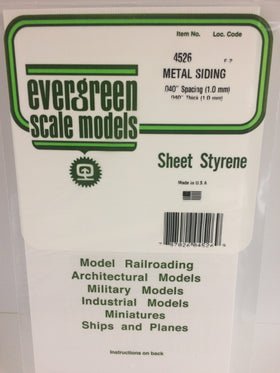 Item No. Loc. Code
4526
METAL SIDING
.040" Spacing (1.0 mm)
.040" Thick (1.0 mm)
evergreen
scale models
Sheet Styrene
Made in U.S.A
Model Railroading
Architectural Models
Military Models
Industrial Models
Miniatures
Ships and Planes
Instructions on back